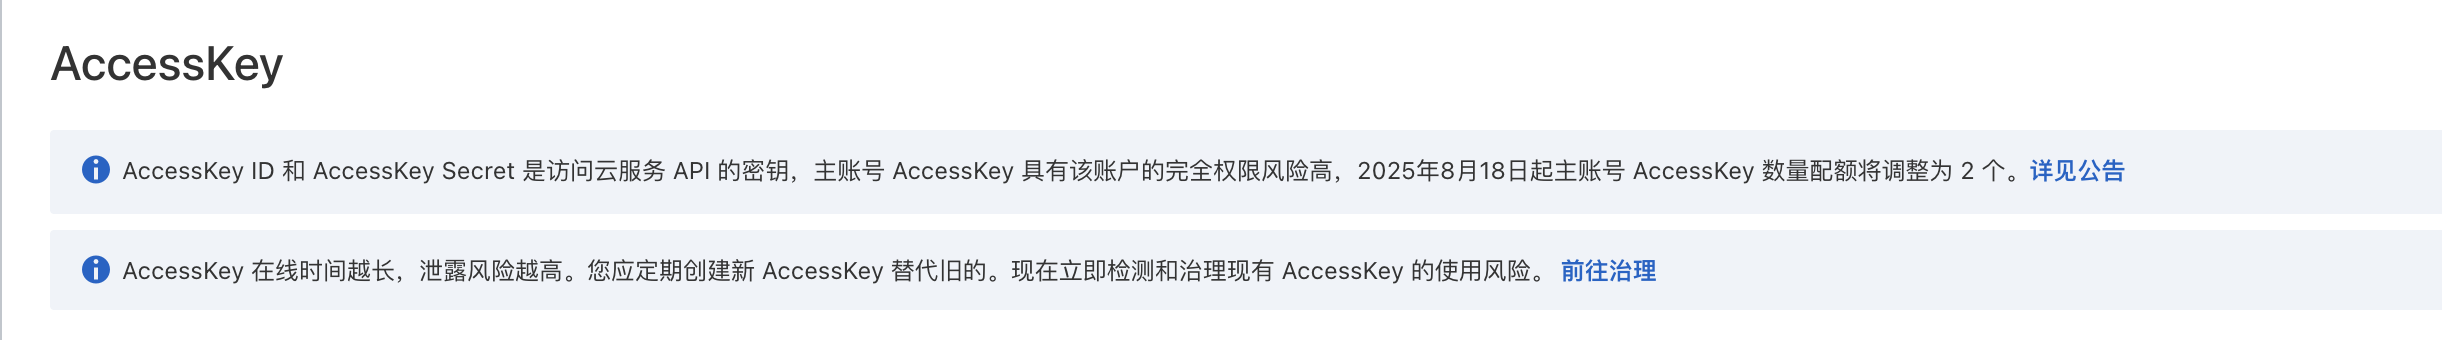 AccessKey
AccessKey ID 和 AccessKey Secret 是访问云服务 API 的密钥，主账号 AccessKey 具有该账户的完全权限风险高，2025年8月18日起主账号 AccessKey 数量配额将调整为 2 个。详见公告
AccessKey 在线时间越长，泄露风险越高。您应定期创建新 AccessKey 替代旧的。现在立即检测和治理现有 AccessKey 的使用风险。 前往治理